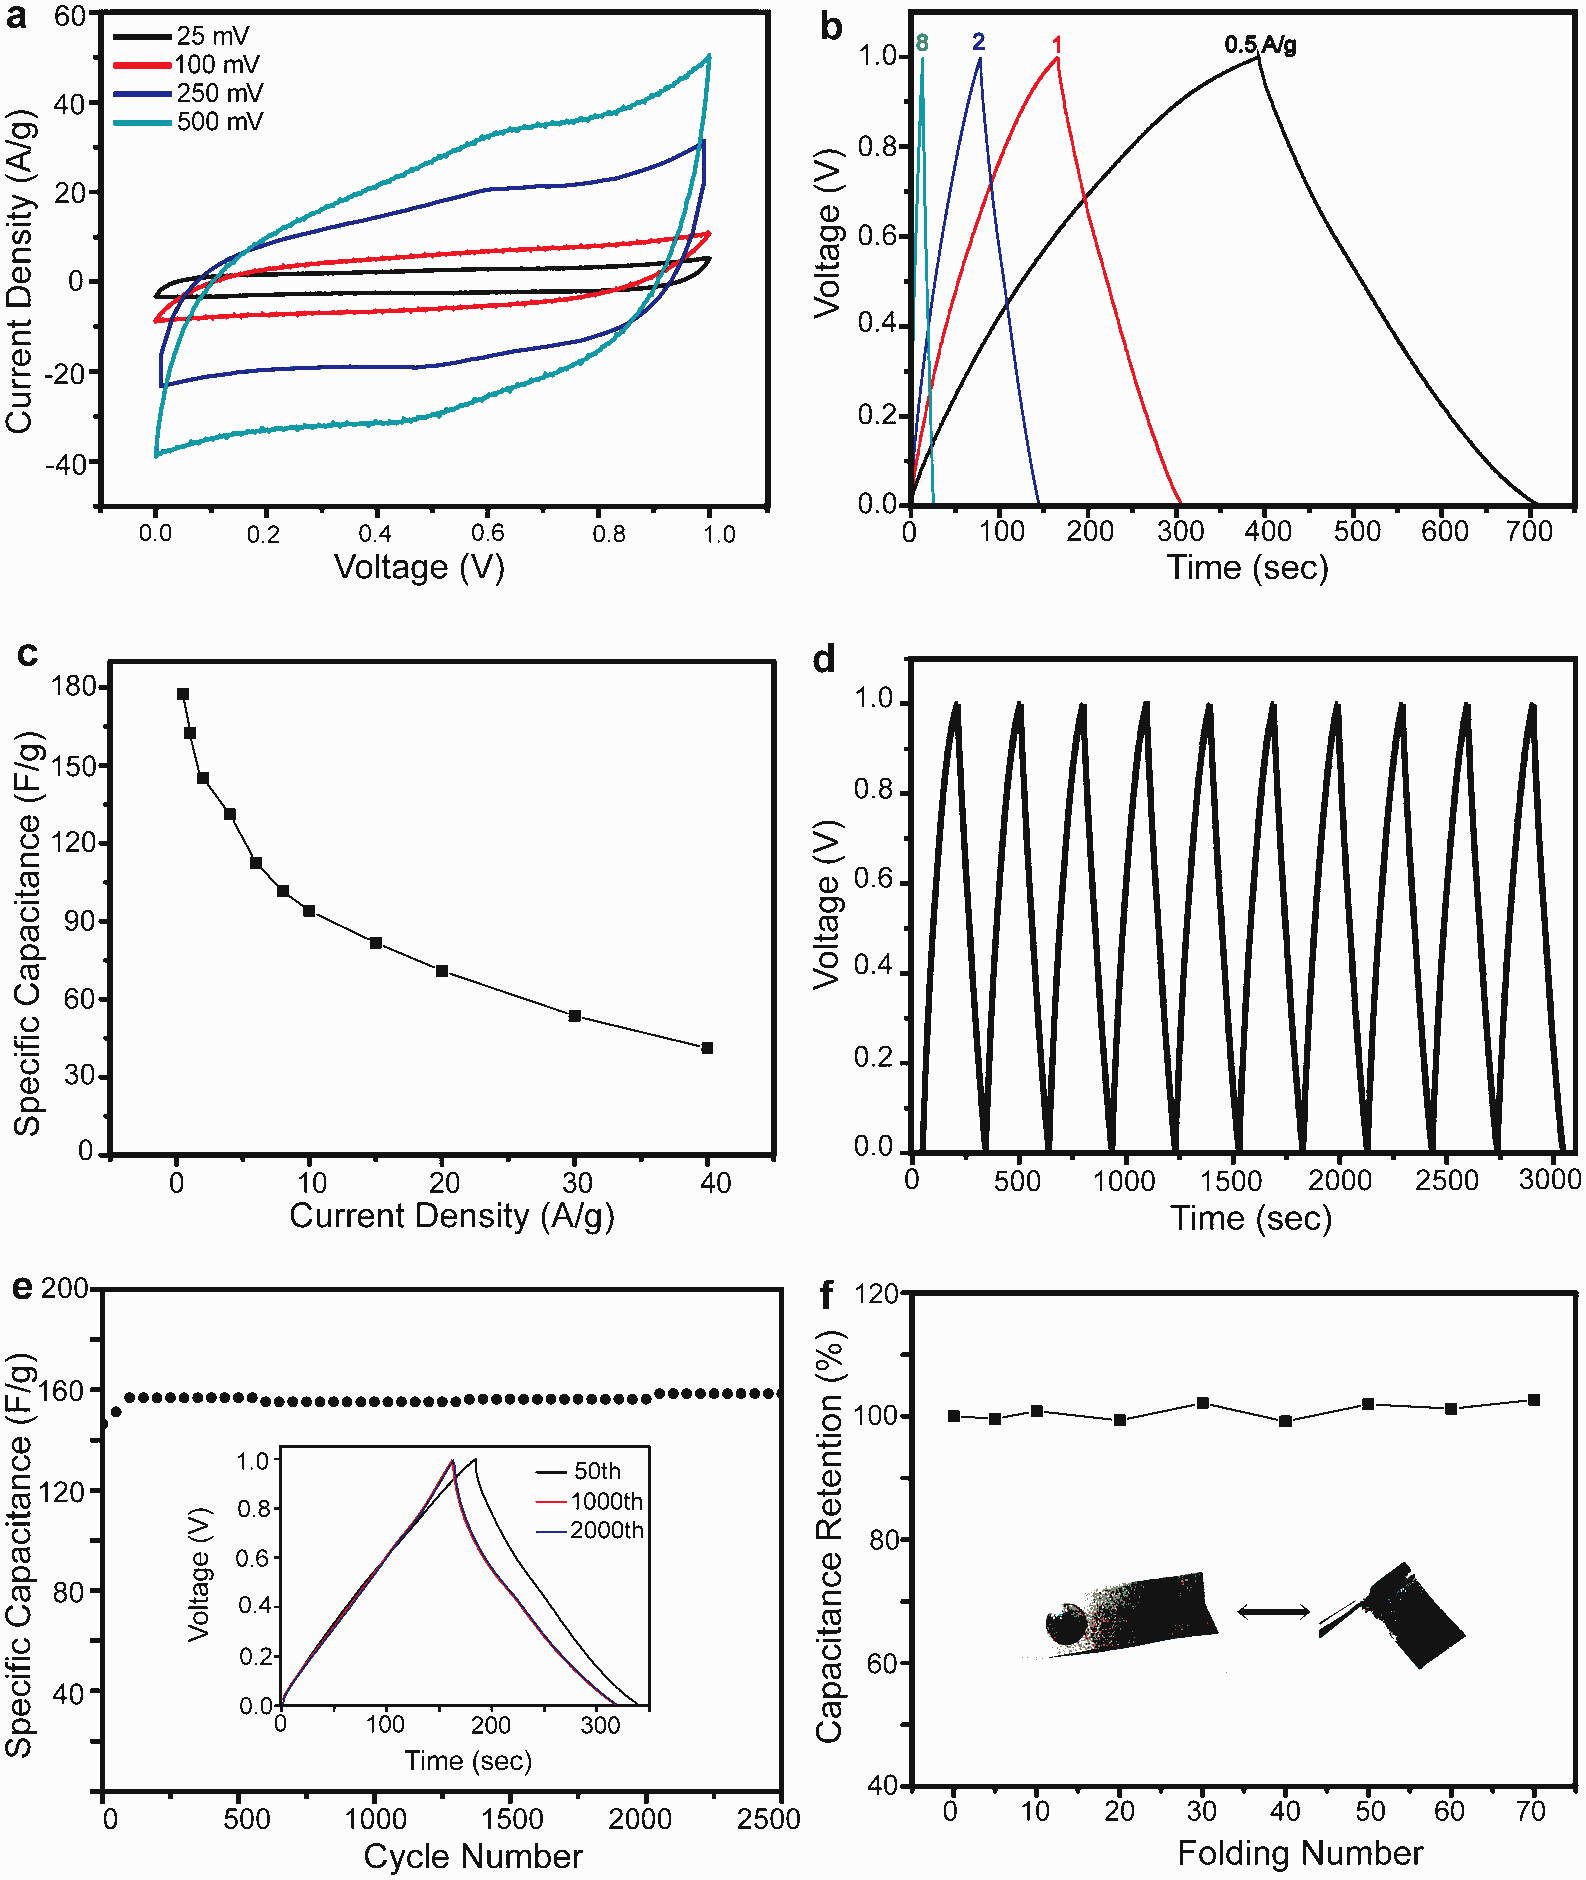 a
60
40
20
0
-20
-40
Current Density (A/g)
25 mV
100 mV
250 mV
500 mV
0.0 0.2 0.4 0.6 0.8 1.0
Voltage (V)
b
1.0
0.8
0.6
0.4
0.2
0.0
Voltage (V)
8 2 1 0.5 A/g
0 100 200 300 400 500 600 700
Time (sec)
c
180
150
120
90
60
30
0
Specific Capacitance (F/g)
0 10 20 30 40
Current Density (A/g)
d
1.0
0.8
0.6
0.4
0.2
0.0
Voltage (V)
0 500 1000 1500 2000 2500 3000
Time (sec)
e
200
160
120
80
40
Specific Capacitance (F/g)
1.0
0.8
0.6
0.4
0.2
0.0
Voltage (V)
50th
1000th
2000th
0 100 200 300
Time (sec)
0 500 1000 1500 2000 2500
Cycle Number
f
120
100
80
60
40
Capacitance Retention (%)
0 10 20 30 40 50 60 70
Folding Number